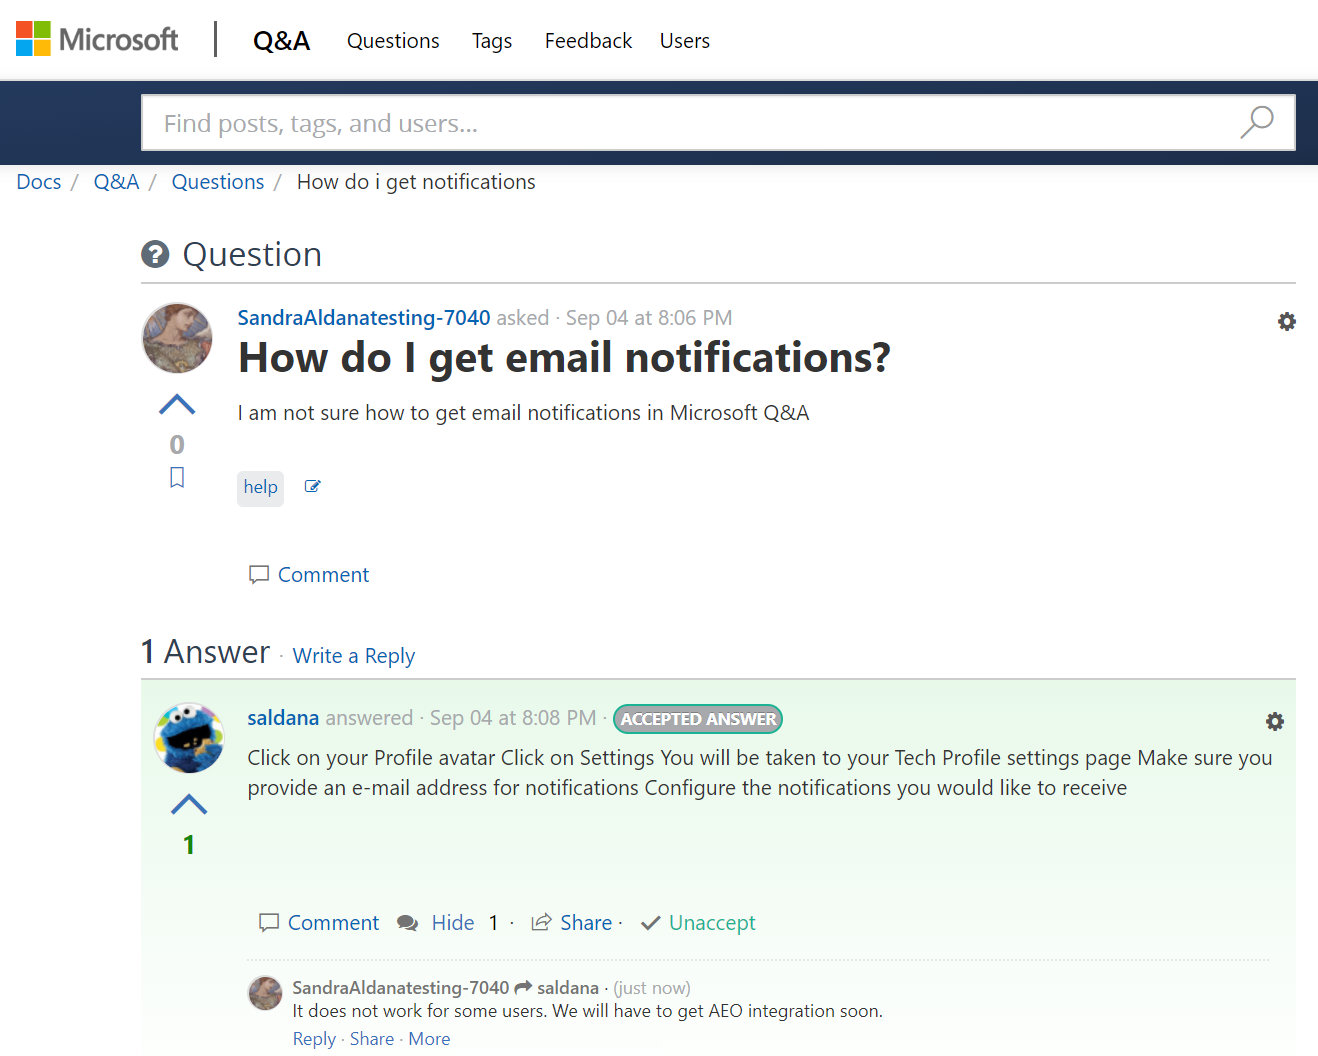 Microsoft Q&A Questions Tags Feedback Users
Find posts, tags, and users...
Docs / Q&A / Questions / How do i get notifications
? Question
SandraAldanatesting-7040 asked · Sep 04 at 8:06 PM
How do I get email notifications?
I am not sure how to get email notifications in Microsoft Q&A
0
help
Comment
1 Answer · Write a Reply
saldana answered · Sep 04 at 8:08 PM · ACCEPTED ANSWER
Click on your Profile avatar Click on Settings You will be taken to your Tech Profile settings page Make sure you
provide an e-mail address for notifications Configure the notifications you would like to receive
1
Comment Hide 1 · Share · Unaccept
SandraAldanatesting-7040 saldana · (just now)
It does not work for some users. We will have to get AEO integration soon.
Reply · Share · More